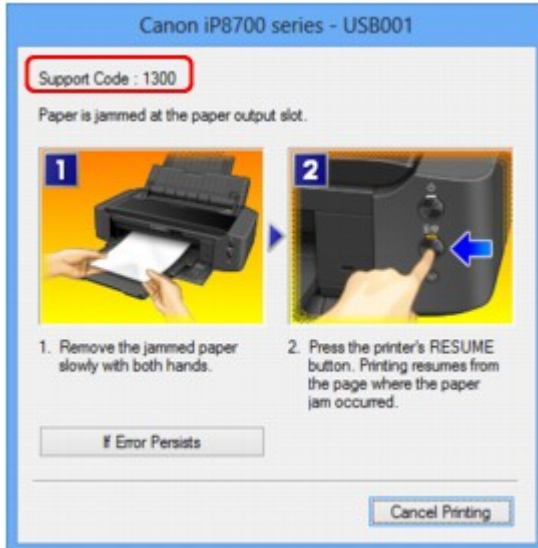 Canon iP8700 series - USB001
Support Code : 1300
Paper is jammed at the paper output slot.
1
2
1. Remove the jammed paper
slowly with both hands.
2. Press the printer's RESUME
button. Printing resumes from
the page where the paper
jam occurred.
If Error Persists
Cancel Printing